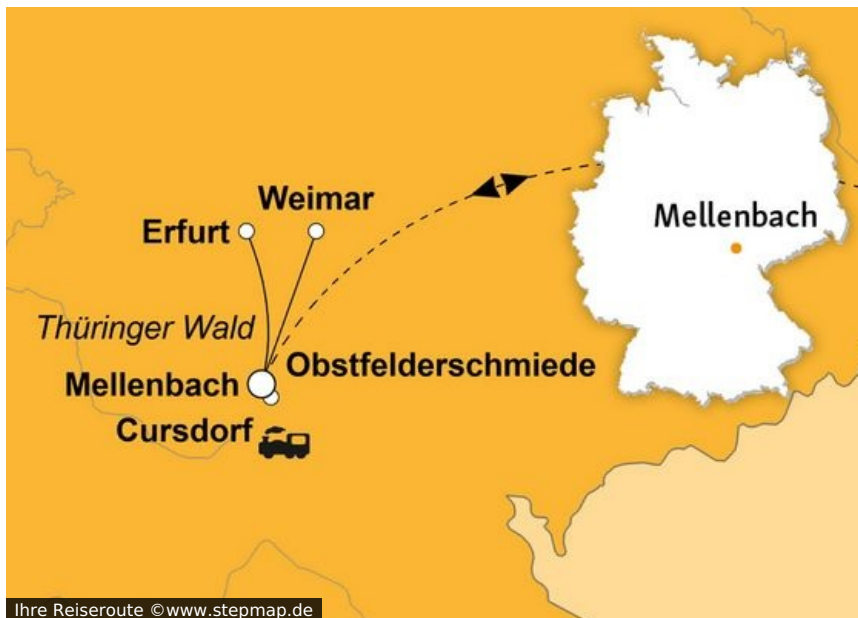 Weimar
Erfurt
Mellenbach
Thüringer Wald
Obstfelderschmiede
Mellenbach
Cursdorf
Ihre Reiseroute ©www.stepmap.de